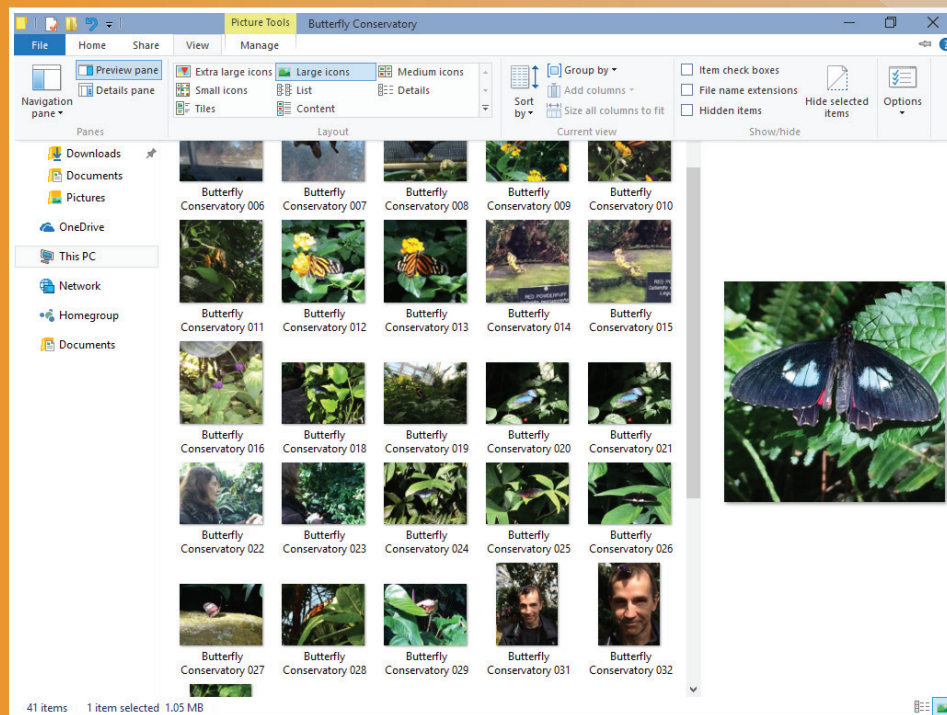 Picture Tools
Butterfly Conservatory
File
Home
Share
View
Manage
Navigation
pane
Preview pane
Details pane
Panes
Extra large icons
Large icons
Medium icons
Small icons
List
Details
Tiles
Content
Layout
Sort
by
Group by
Add columns
Size all columns to fit
Current view
Item check boxes
File name extensions
Hidden items
Hide selected
items
Show/hide
Options
Downloads
Documents
Pictures
OneDrive
This PC
Network
Homegroup
Documents
Butterfly
Conservatory 006
Butterfly
Conservatory 007
Butterfly
Conservatory 008
Butterfly
Conservatory 009
Butterfly
Conservatory 010
Butterfly
Conservatory 011
Butterfly
Conservatory 012
Butterfly
Conservatory 013
RED POWDERPUFF
Butterfly
Conservatory 014
Butterfly
Conservatory 015
Butterfly
Conservatory 016
Butterfly
Conservatory 018
Butterfly
Conservatory 019
Butterfly
Conservatory 020
Butterfly
Conservatory 021
Butterfly
Conservatory 022
Butterfly
Conservatory 023
Butterfly
Conservatory 024
Butterfly
Conservatory 025
Butterfly
Conservatory 026
Butterfly
Conservatory 027
Butterfly
Conservatory 028
Butterfly
Conservatory 029
Butterfly
Conservatory 031
Butterfly
Conservatory 032
41 items 1 item selected 1.05 MB